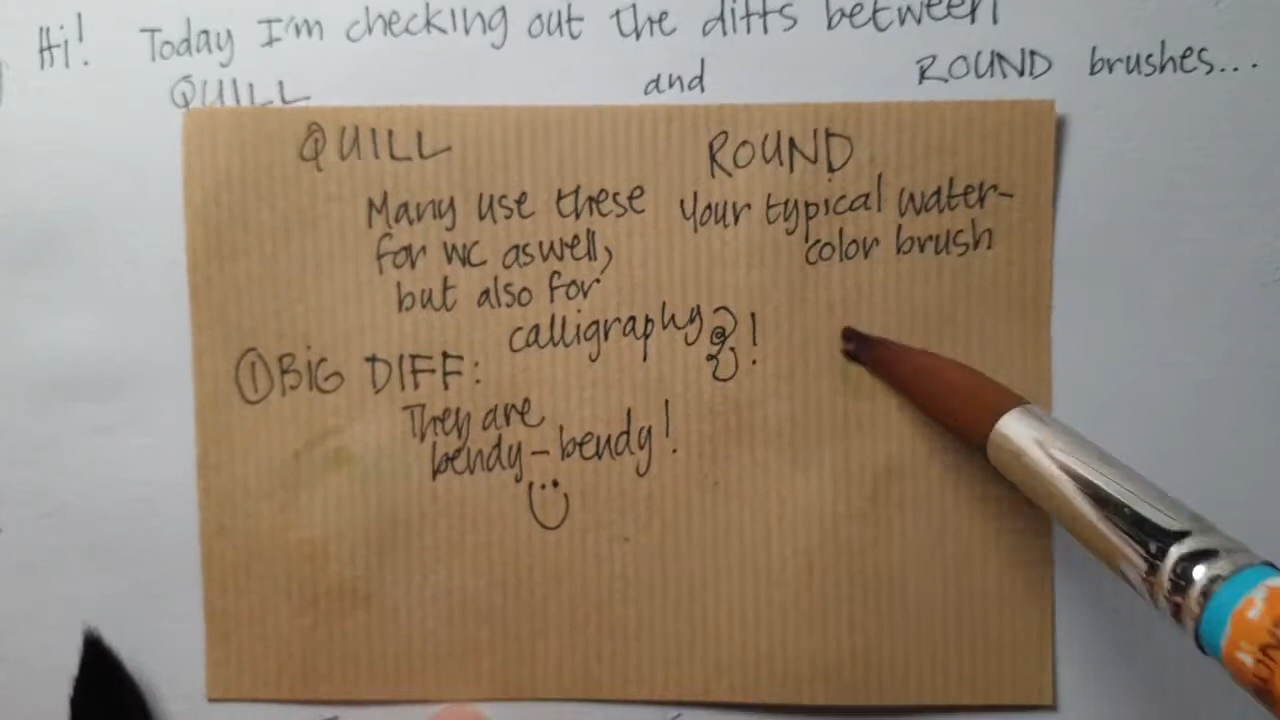 Hi! Today I'm checking out the diffs between
QUILL and ROUND brushes...
QUILL
Many use these
for wc aswell,
but also for
calligraphy!
① BIG DIFF:
They are
bendy-bendy!
ROUND
Your typical water-
color brush